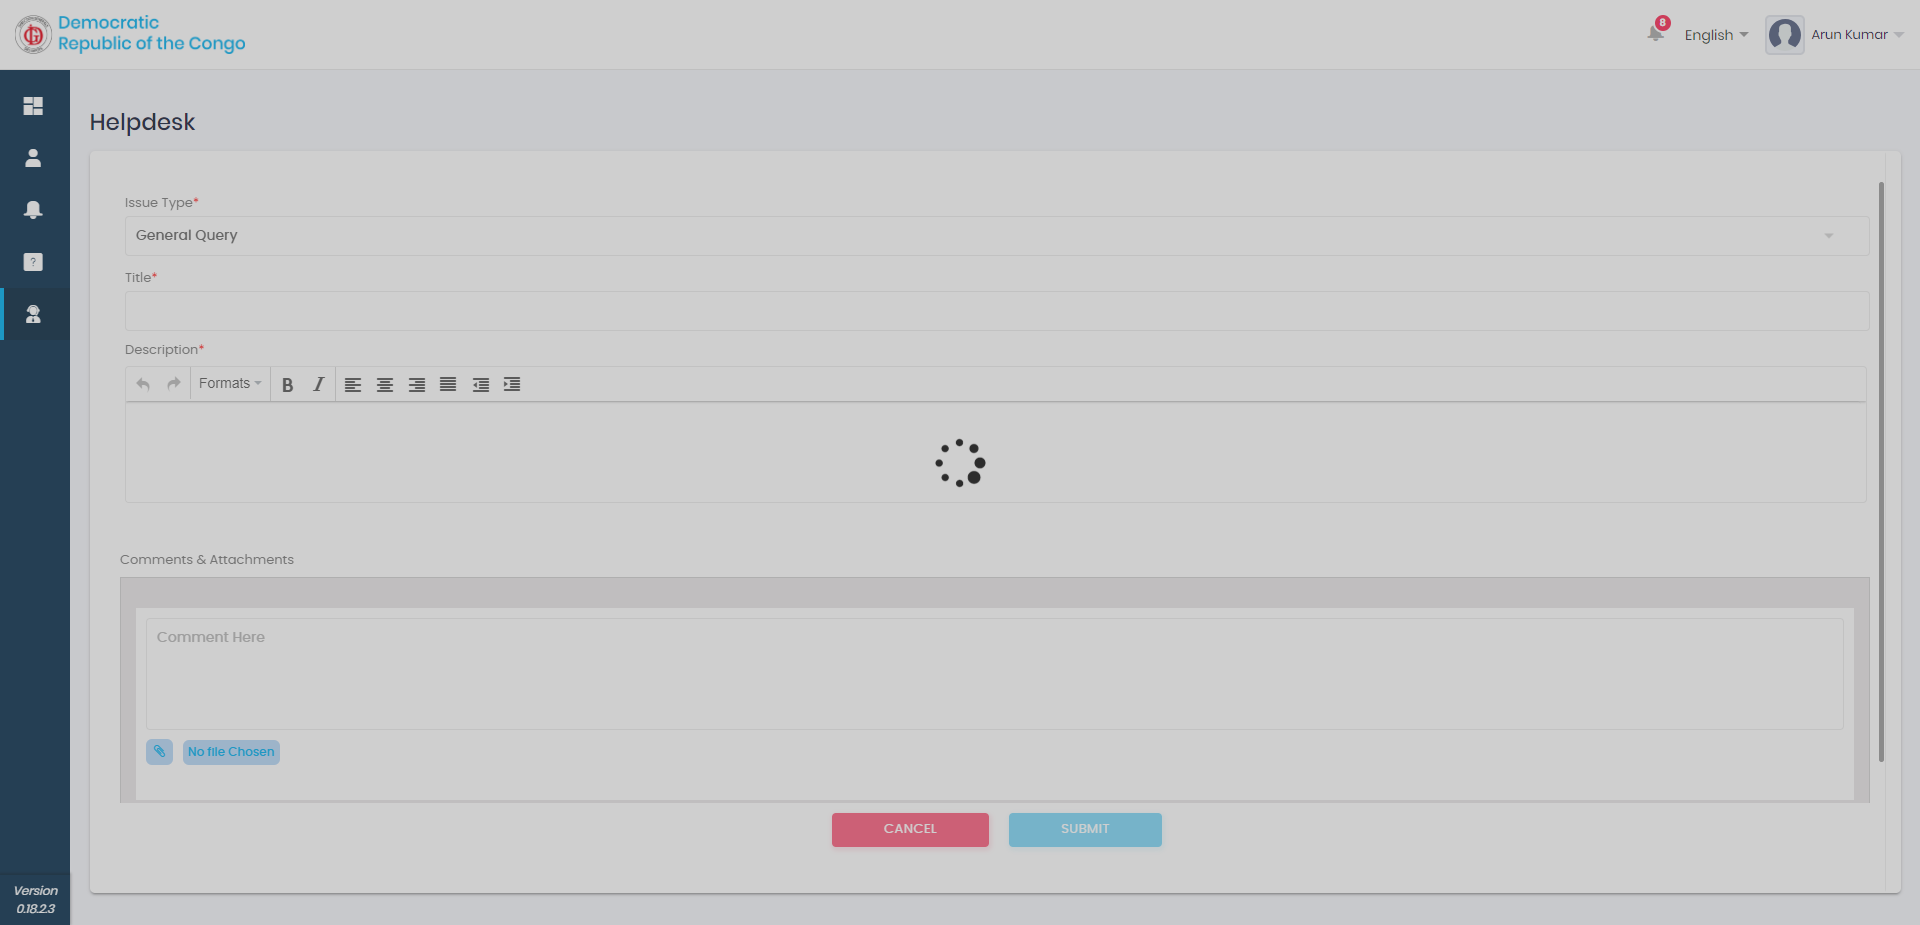 Democratic
Republic of the Congo
8
English
Arun Kumar
Helpdesk
Issue Type*
General Query
Title*
Description*
Formats B I
Comments & Attachments
Comment Here
No file Chosen
CANCEL
SUBMIT
?
Version
0.18.2.3